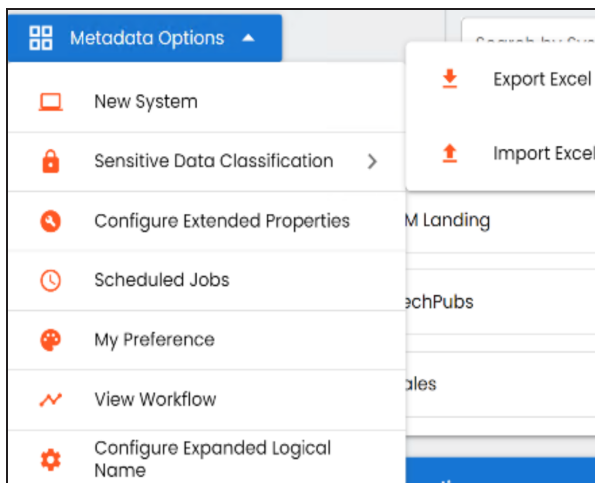 Metadata Options
New System
Sensitive Data Classification
Configure Extended Properties
Scheduled Jobs
My Preference
View Workflow
Configure Expanded Logical
Name
Export Excel
Import Excel
M Landing
echPubs
ales